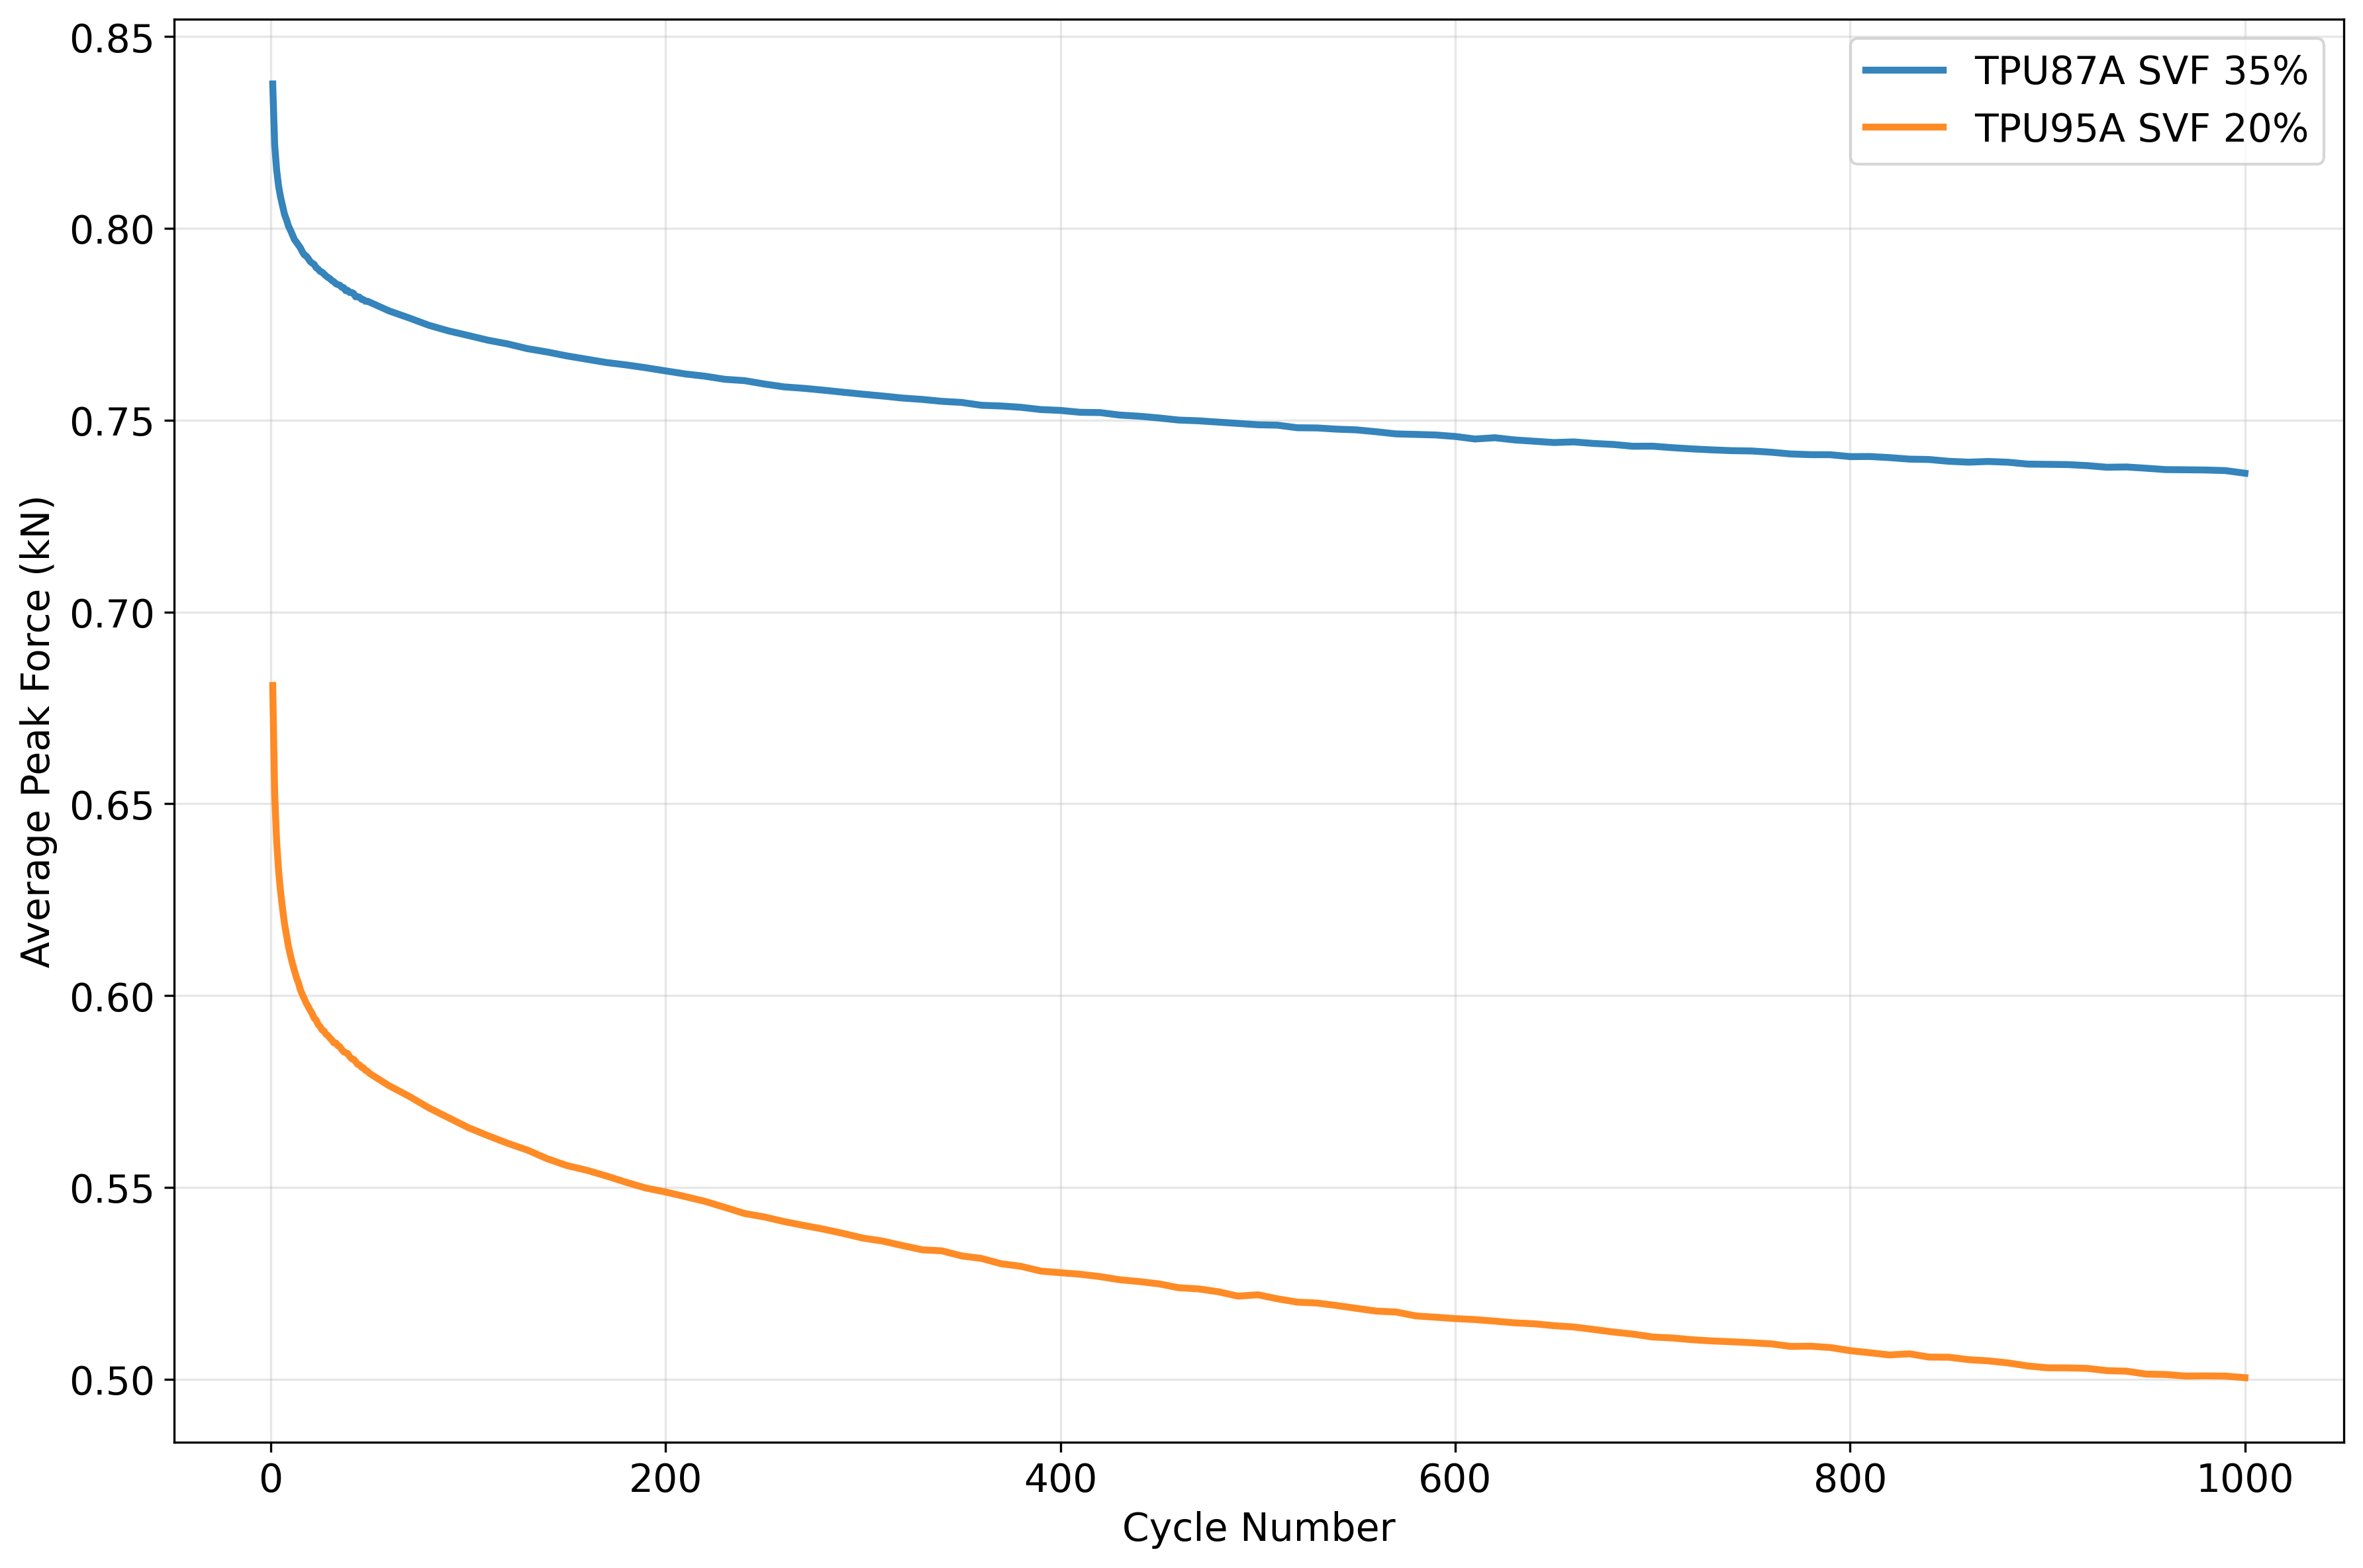 0.85
0.80
0.75
0.70
0.65
0.60
0.55
0.50
Average Peak Force (kN)
TPU87A SVF 35%
TPU95A SVF 20%
0 200 400 600 800 1000
Cycle Number